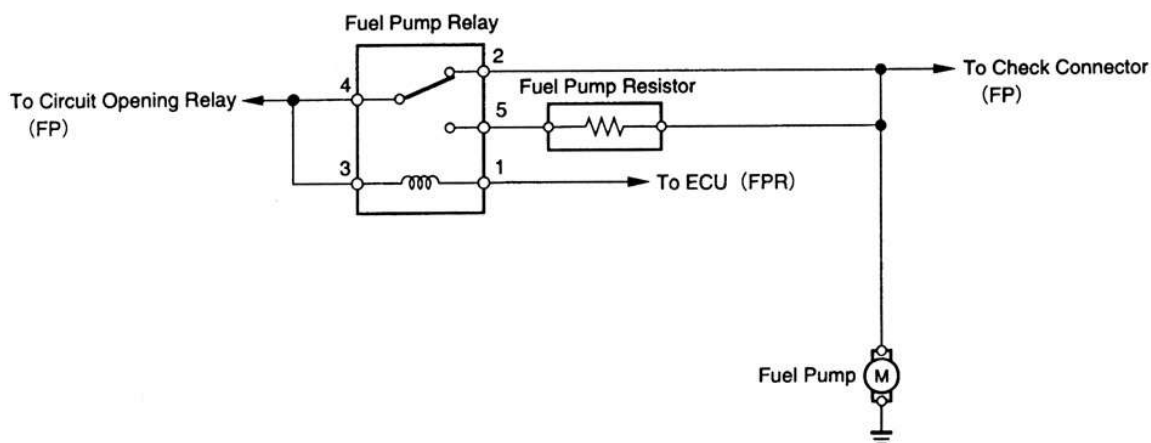 Fuel Pump Relay
2
To Check Connector
(FP)
4
Fuel Pump Resistor
To Circuit Opening Relay
(FP)
5
3
1
To ECU (FPR)
Fuel Pump
M